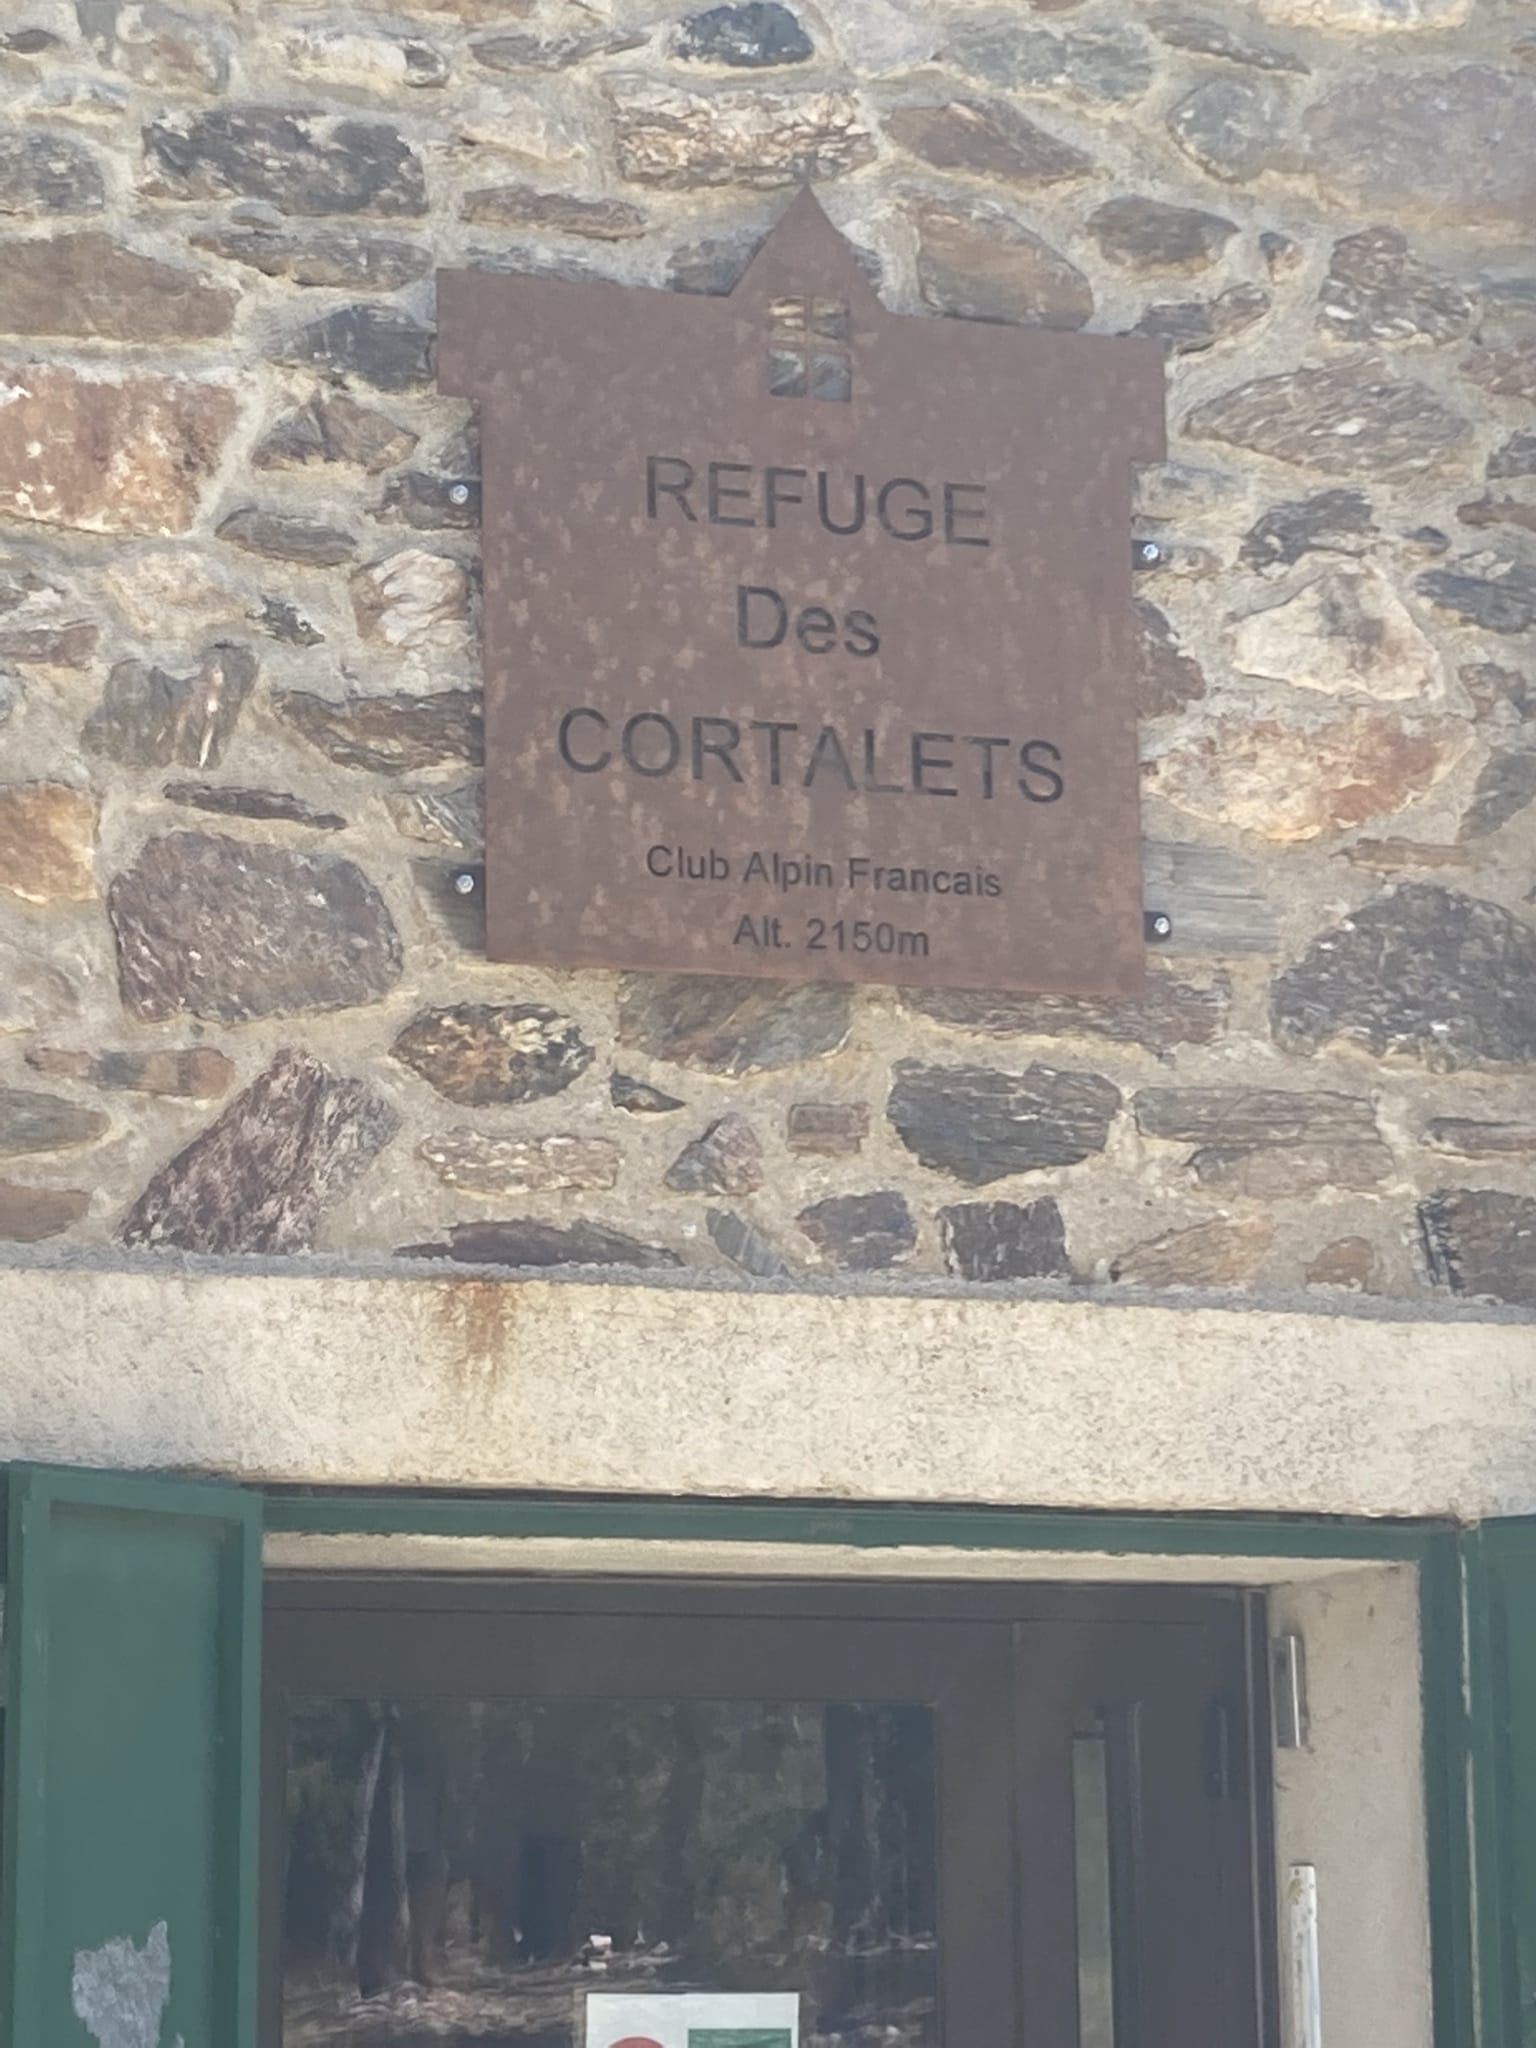 REFUGE
Des
CORTALETS
Club Alpin Francais
Alt. 2150m